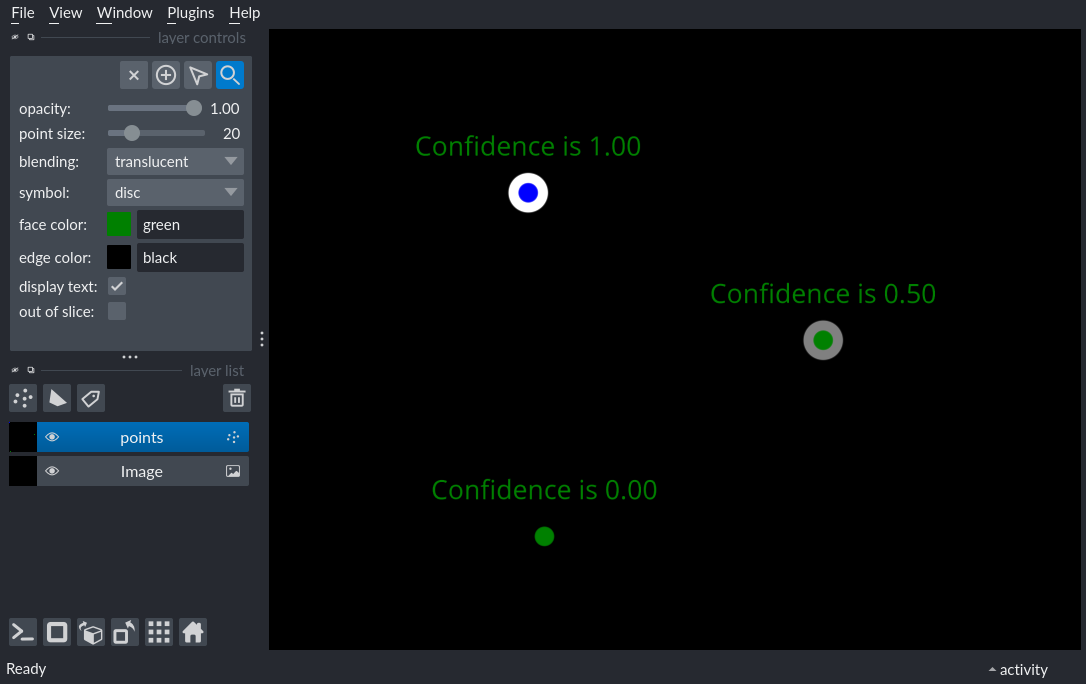 File View Window Plugins Help
layer controls
opacity: 1.00
point size: 20
blending: translucent
symbol: disc
face color: green
edge color: black
display text:
out of slice:
layer list
points
Image
Confidence is 1.00
Confidence is 0.50
Confidence is 0.00
Ready
activity